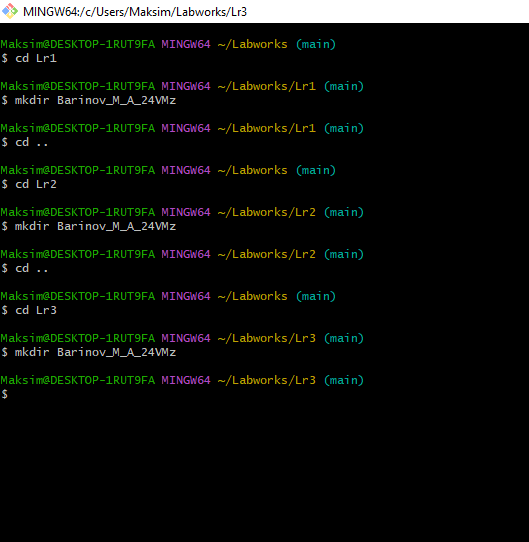 MINGW64:/c/Users/Maksim/Labworks/Lr3
Maksim@DESKTOP-1RUT9FA MINGW64 ~/Labworks (main)
$ cd Lr1
Maksim@DESKTOP-1RUT9FA MINGW64 ~/Labworks/Lr1 (main)
$ mkdir Barinov_M_A_24VMz
Maksim@DESKTOP-1RUT9FA MINGW64 ~/Labworks/Lr1 (main)
$ cd ..
Maksim@DESKTOP-1RUT9FA MINGW64 ~/Labworks (main)
$ cd Lr2
Maksim@DESKTOP-1RUT9FA MINGW64 ~/Labworks/Lr2 (main)
$ mkdir Barinov_M_A_24VMz
Maksim@DESKTOP-1RUT9FA MINGW64 ~/Labworks/Lr2 (main)
$ cd ..
Maksim@DESKTOP-1RUT9FA MINGW64 ~/Labworks (main)
$ cd Lr3
Maksim@DESKTOP-1RUT9FA MINGW64 ~/Labworks/Lr3 (main)
$ mkdir Barinov_M_A_24VMz
Maksim@DESKTOP-1RUT9FA MINGW64 ~/Labworks/Lr3 (main)
$